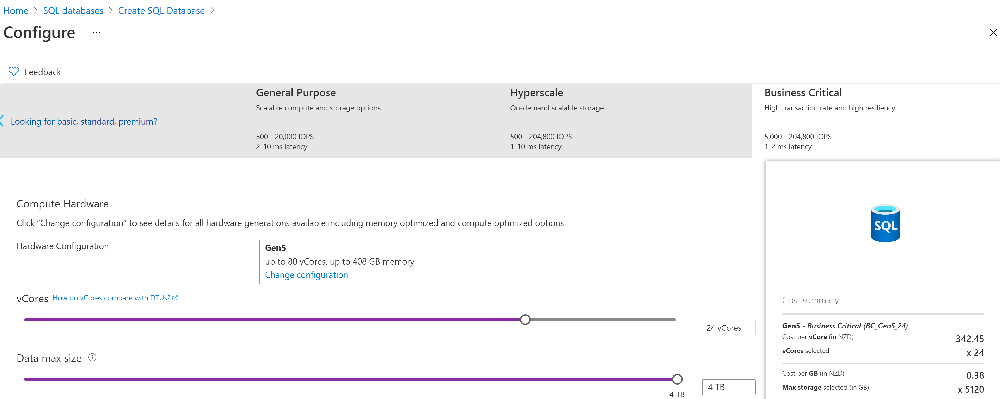 Home > SQL databases > Create SQL Database >
Configure ...
Feedback
Looking for basic, standard, premium?
General Purpose
Scalable compute and storage options
500 - 20,000 IOPS
2-10 ms latency
Hyperscale
On-demand scalable storage
500 - 204,800 IOPS
1-10 ms latency
Business Critical
High transaction rate and high resiliency
5,000 - 204,800 IOPS
1-2 ms latency
Compute Hardware
Click “Change configuration” to see details for all hardware generations available including memory optimized and compute optimized options
Hardware Configuration
Gen5
up to 80 vCores, up to 408 GB memory
Change configuration
vCores How do vCores compare with DTUs?
24 vCores
Data max size
4 TB
4 TB
SQL
Cost summary
Gen5 - Business Critical (BC_Gen5_24)
Cost per vCore (in NZD) 342.45
vCores selected x 24
Cost per GB (in NZD) 0.38
Max storage selected (in GB) x 5120